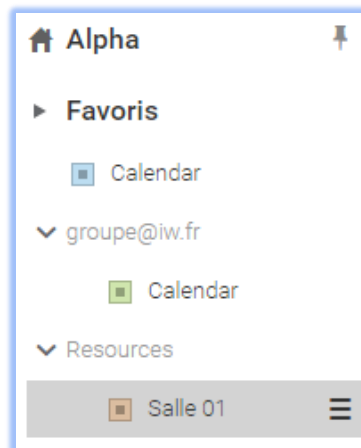 Alpha
Favoris
Calendar
groupe@iw.fr
Calendar
Resources
Salle 01